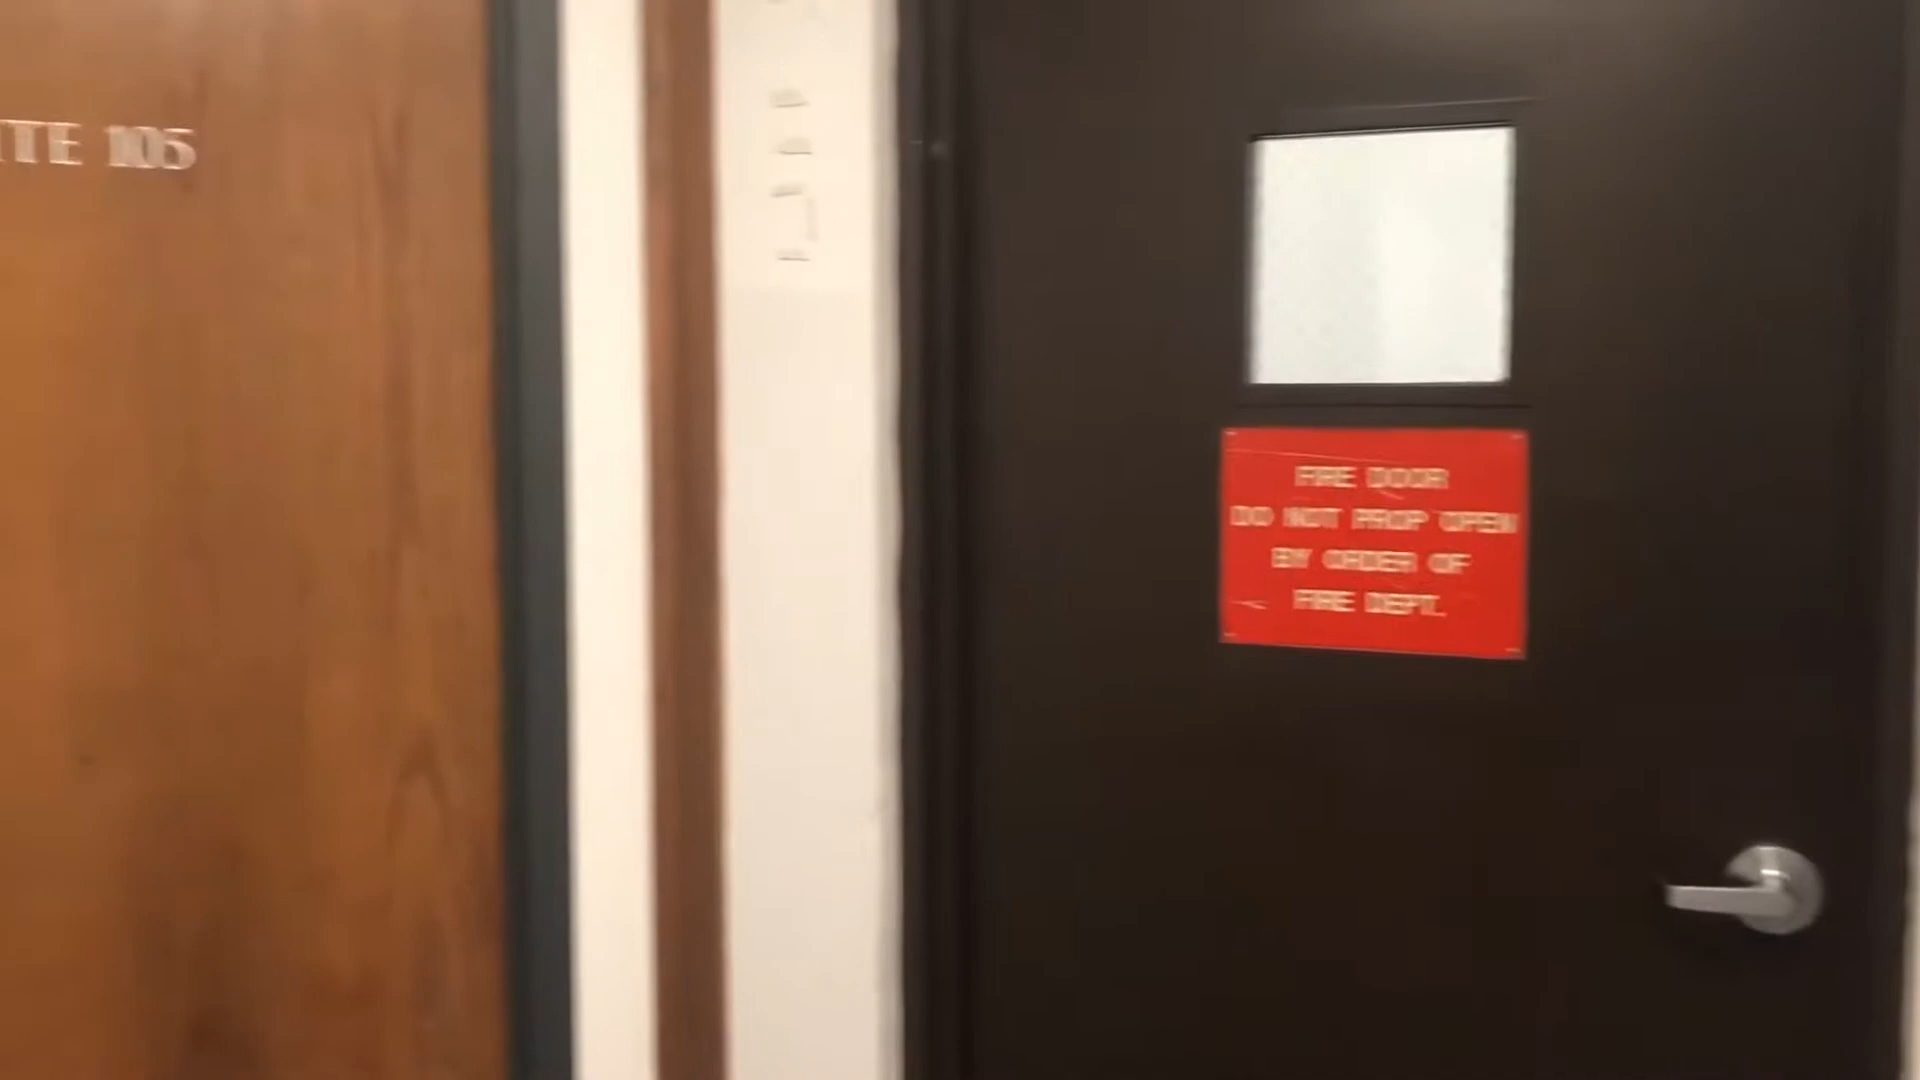 TE 105
FIRE DOOR
DO NOT PROP OPEN
BY ORDER OF
FIRE DEPT.